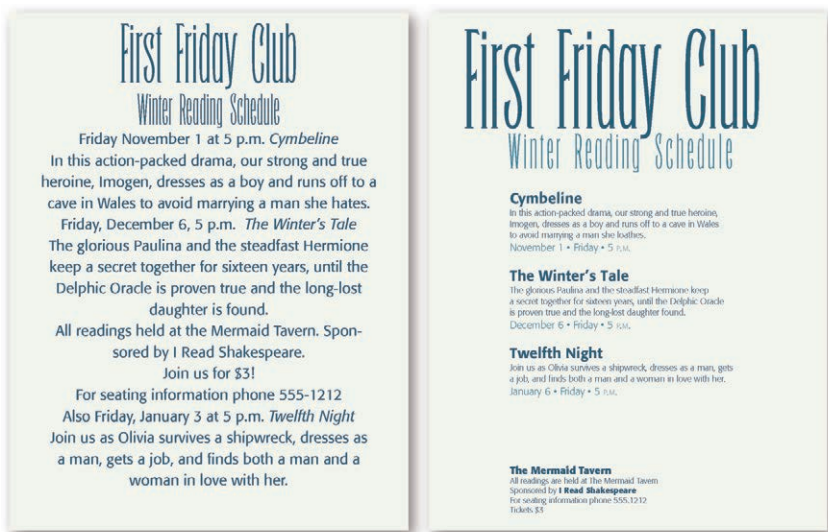 First Friday Club
Winter Reading Schedule
Friday November 1 at 5 p.m. Cymbeline
In this action-packed drama, our strong and true
heroine, Imogen, dresses as a boy and runs off to a
cave in Wales to avoid marrying a man she hates.
Friday, December 6, 5 p.m. The Winter's Tale
The glorious Paulina and the steadfast Hermione
keep a secret together for sixteen years, until the
Delphic Oracle is proven true and the long-lost
daughter is found.
All readings held at the Mermaid Tavern. Spon-
sored by I Read Shakespeare.
Join us for $3!
For seating information phone 555-1212
Also Friday, January 3 at 5 p.m. Twelfth Night
Join us as Olivia survives a shipwreck, dresses as
a man, gets a job, and finds both a man and a
woman in love with her.
First Friday Club
Winter Reading Schedule
Cymbeline
In this action-packed drama, our strong and true heroine,
Imogen, dresses as a boy and runs off to a cave in Wales
to avoid marrying a man she loathes.
November 1 • Friday • 5 P.M.
The Winter's Tale
The glorious Paulina and the steadfast Hermione keep
a secret together for sixteen years, until the Delphic Oracle
is proven true and the long-lost daughter found.
December 6 • Friday • 5 P.M.
Twelfth Night
Join us as Olivia survives a shipwreck, dresses as a man, gets
a job, and finds both a man and a woman in love with her.
January 6 • Friday • 5 P.M.
The Mermaid Tavern
All readings are held at The Mermaid Tavern
Sponsored by I Read Shakespeare
For seating information phone 555.1212
Tickets $3